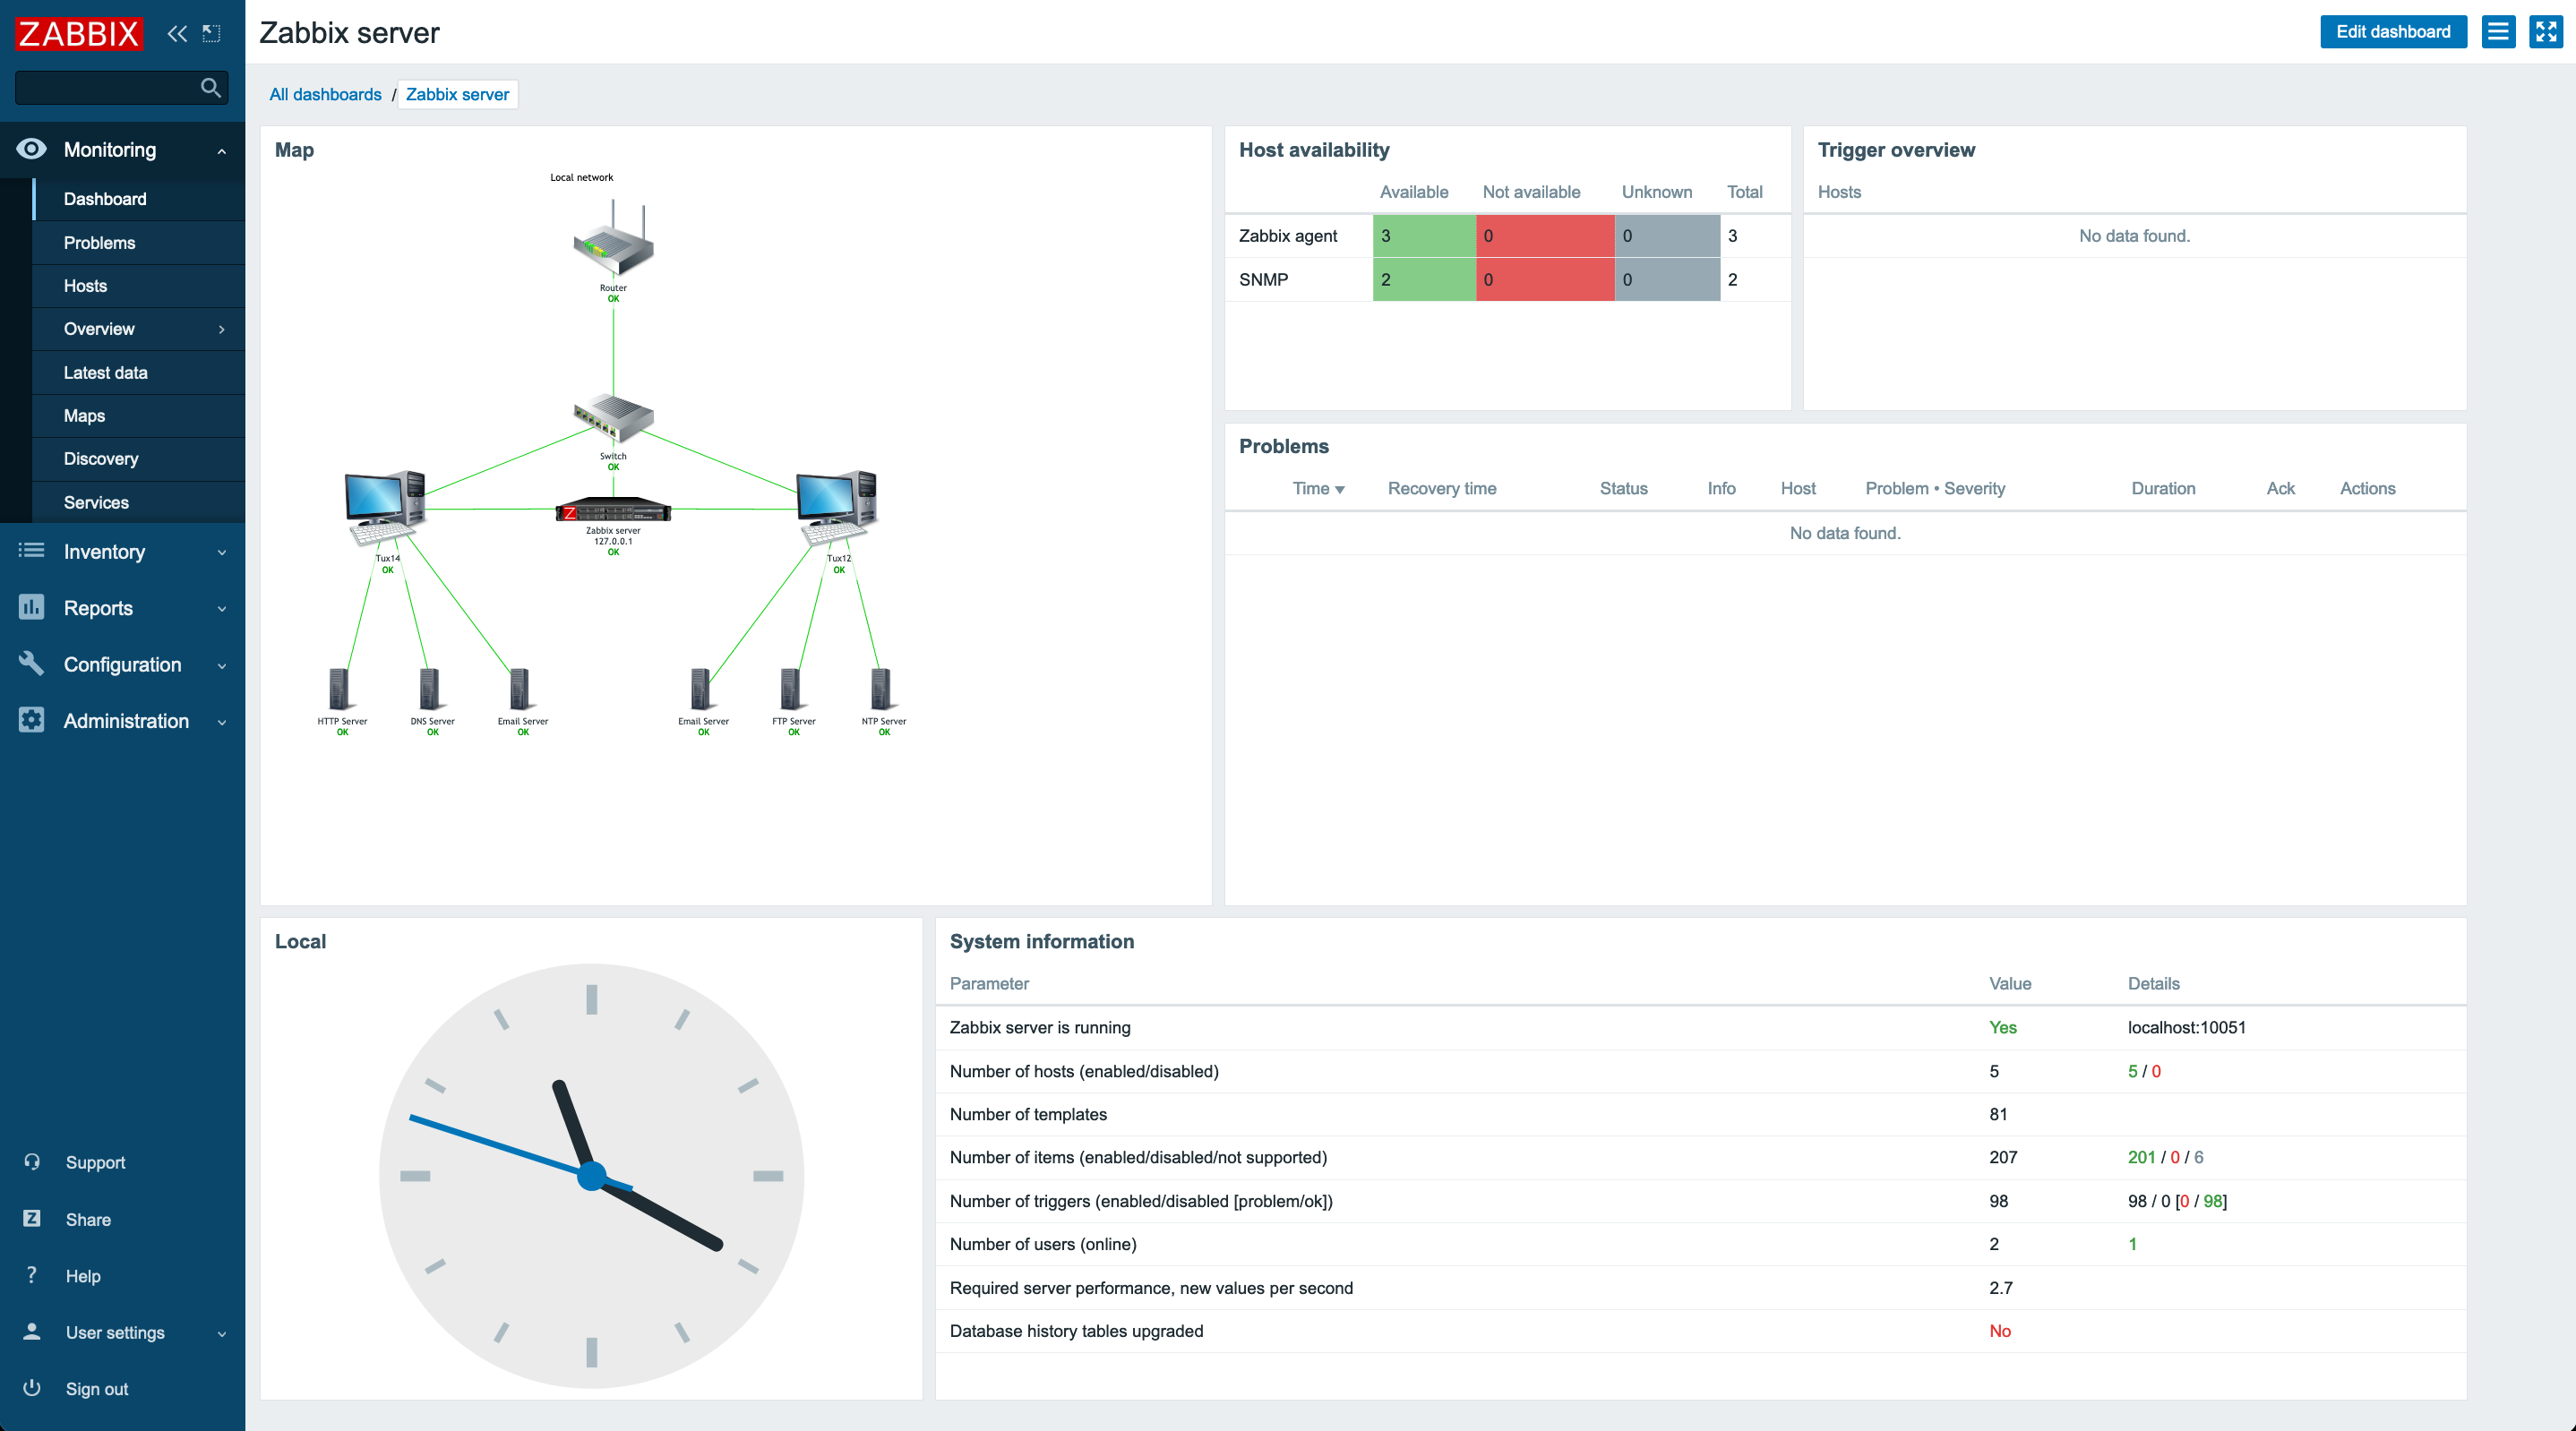 ZABBIX
Monitoring
Dashboard
Problems
Hosts
Overview
Latest data
Maps
Discovery
Services
Inventory
Reports
Configuration
Administration
Support
Z Share
? Help
User settings
Sign out
Zabbix server
Edit dashboard
All dashboards / Zabbix server
Map
Local network
Router
OK
Switch
OK
Z
Zabbix server
127.0.0.1
OK
Tux14
OK
Tux12
OK
HTTP Server
OK
DNS Server
OK
Email Server
OK
Email Server
OK
FTP Server
OK
NTP Server
OK
Host availability
Available Not available Unknown Total
Zabbix agent 3 0 0 3
SNMP 2 0 0 2
Trigger overview
Hosts
No data found.
Problems
Time Recovery time Status Info Host Problem • Severity Duration Ack Actions
No data found.
Local
System information
Parameter Value Details
Zabbix server is running Yes localhost:10051
Number of hosts (enabled/disabled) 5 5 / 0
Number of templates 81
Number of items (enabled/disabled/not supported) 207 201 / 0 / 6
Number of triggers (enabled/disabled [problem/ok]) 98 98 / 0 [0 / 98]
Number of users (online) 2 1
Required server performance, new values per second 2.7
Database history tables upgraded No